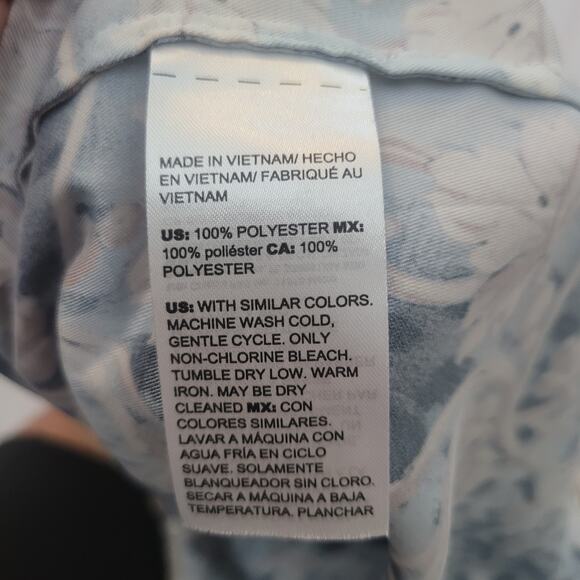 MADE IN VIETNAM/ HECHO
EN VIETNAM/ FABRIQUÉ AU
VIETNAM
US: 100% POLYESTER MX:
100% poliéster CA: 100%
POLYESTER
US: WITH SIMILAR COLORS.
MACHINE WASH COLD,
GENTLE CYCLE. ONLY
NON-CHLORINE BLEACH.
TUMBLE DRY LOW. WARM
IRON. MAY BE DRY
CLEANED MX: CON
COLORES SIMILARES.
LAVAR A MÁQUINA CON
AGUA FRÍA EN CICLO
SUAVE. SOLAMENTE
BLANQUEADOR SIN CLORO.
SECAR A MÁQUINA A BAJA
TEMPERATURA. PLANCHAR